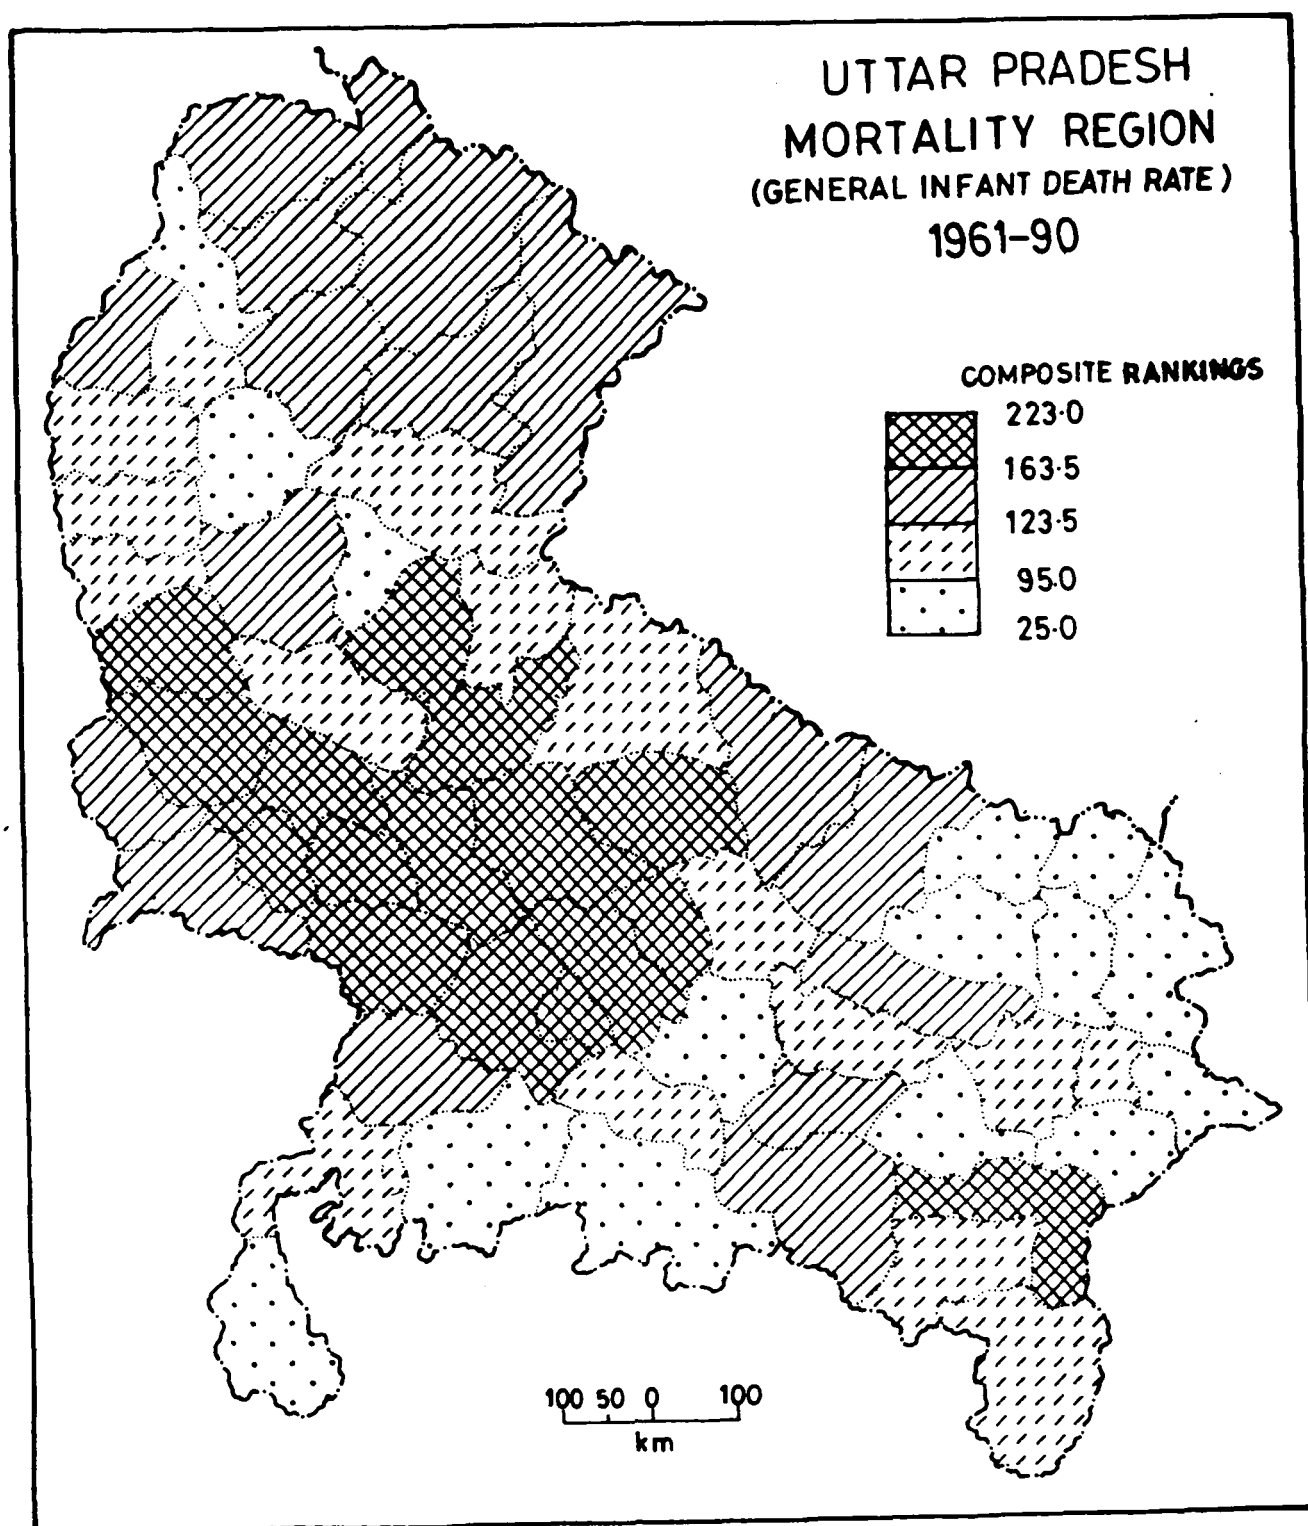 UTTAR PRADESH
MORTALITY REGION
(GENERAL INFANT DEATH RATE)
1961-90
COMPOSITE RANKINGS
223·0
163·5
123·5
95·0
25·0
100 50 0 100
km